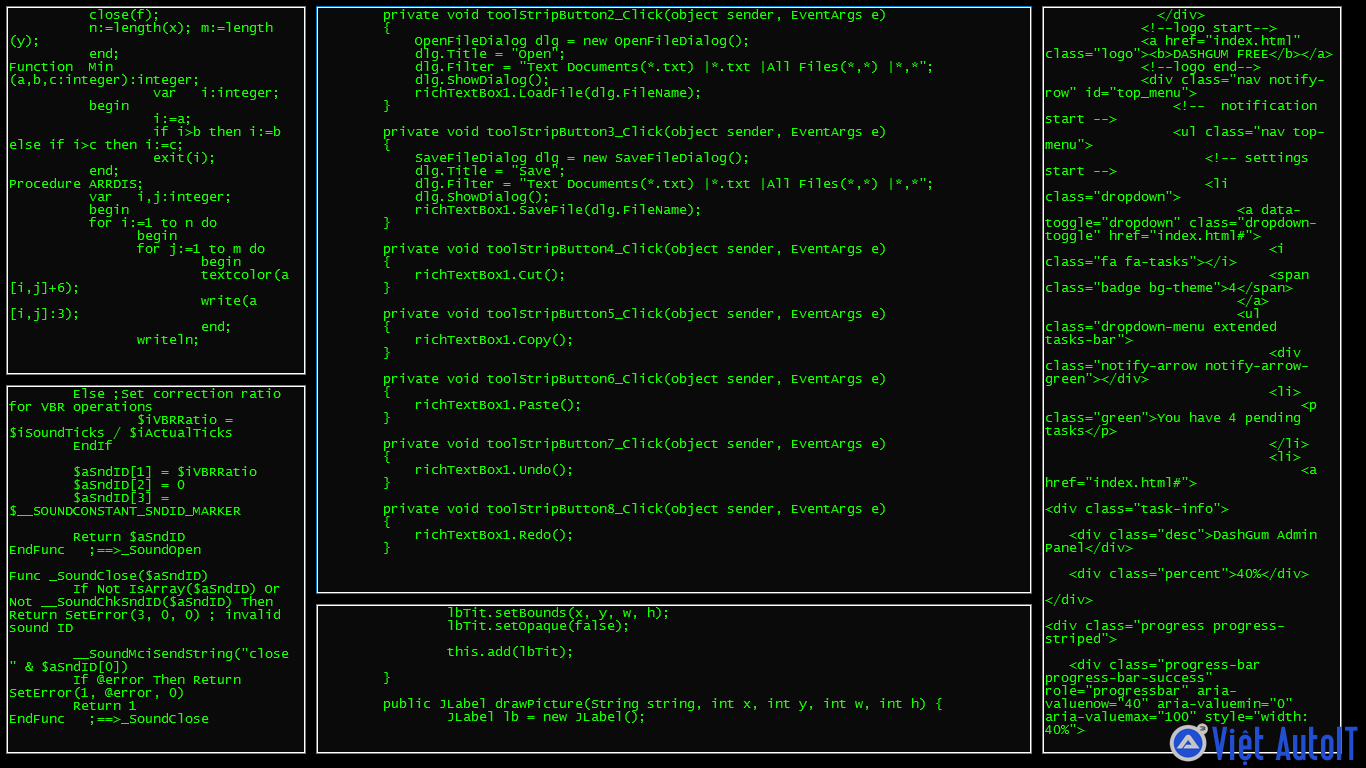 close(f);
n:=length(x); m:=length
(y);
end;
Function  Min
(a,b,c:integer):integer;
var   i:integer;
begin
i:=a;
if i>b then i:=b
else if i>c then i:=c;
exit(i);
end;
Procedure ARRDIS;
var   i,j:integer;
begin
for i:=1 to n do
begin
for j:=1 to m do
begin
textcolor(a
[i,j]+6);
write(a
[i,j]:3);
end;
writeln;
Else ;Set correction ratio
for VBR operations
$iVBRRatio =
$iSoundTicks / $iActualTicks
EndIf
$aSndID[1] = $iVBRRatio
$aSndID[2] = 0
$aSndID[3] =
$__SOUNDCONSTANT_SNDID_MARKER
Return $aSndID
EndFunc   ;==>_SoundOpen
Func _SoundClose($aSndID)
If Not IsArray($aSndID) Or
Not __SoundChkSndID($aSndID) Then
Return SetError(3, 0, 0) ; invalid
sound ID
__SoundMciSendString("close
" & $aSndID[0])
If @error Then Return
SetError(1, @error, 0)
Return 1
EndFunc   ;==>_SoundClose
private void toolStripButton2_Click(object sender, EventArgs e)
{
OpenFileDialog dlg = new OpenFileDialog();
dlg.Title = "Open";
dlg.Filter = "Text Documents(*.txt) |*.txt |All Files(*,*) |*,*";
dlg.ShowDialog();
richTextBox1.LoadFile(dlg.FileName);
}
private void toolStripButton3_Click(object sender, EventArgs e)
{
SaveFileDialog dlg = new SaveFileDialog();
dlg.Title = "Save";
dlg.Filter = "Text Documents(*.txt) |*.txt |All Files(*,*) |*,*";
dlg.ShowDialog();
richTextBox1.SaveFile(dlg.FileName);
}
private void toolStripButton4_Click(object sender, EventArgs e)
{
richTextBox1.Cut();
}
private void toolStripButton5_Click(object sender, EventArgs e)
{
richTextBox1.Copy();
}
private void toolStripButton6_Click(object sender, EventArgs e)
{
richTextBox1.Paste();
}
private void toolStripButton7_Click(object sender, EventArgs e)
{
richTextBox1.Undo();
}
private void toolStripButton8_Click(object sender, EventArgs e)
{
richTextBox1.Redo();
}
lbTit.setBounds(x, y, w, h);
lbTit.setOpaque(false);
this.add(lbTit);
}
public JLabel drawPicture(String string, int x, int y, int w, int h) {
JLabel lb = new JLabel();
</div>
<!--logo start-->
<a href="index.html"
class="logo"><b>DASHGUM FREE</b></a>
<!--logo end-->
<div class="nav notify-
row" id="top_menu">
<!--  notification
start -->
<ul class="nav top-
menu">
<!-- settings
start -->
<li
class="dropdown">
<a data-
toggle="dropdown" class="dropdown-
toggle" href="index.html#">
<i
class="fa fa-tasks"></i>
<span
class="badge bg-theme">4</span>
</a>
<ul
class="dropdown-menu extended
tasks-bar">
<div
class="notify-arrow notify-arrow-
green"></div>
<li>
<p
class="green">You have 4 pending
tasks</p>
</li>
<li>
<a
href="index.html#">
<div class="task-info">
<div class="desc">DashGum Admin
Panel</div>
<div class="percent">40%</div>
</div>
<div class="progress progress-
striped">
<div class="progress-bar
progress-bar-success"
role="progressbar" aria-
valuenow="40" aria-valuemin="0"
aria-valuemax="100" style="width:
40%">
Việt AutoIT